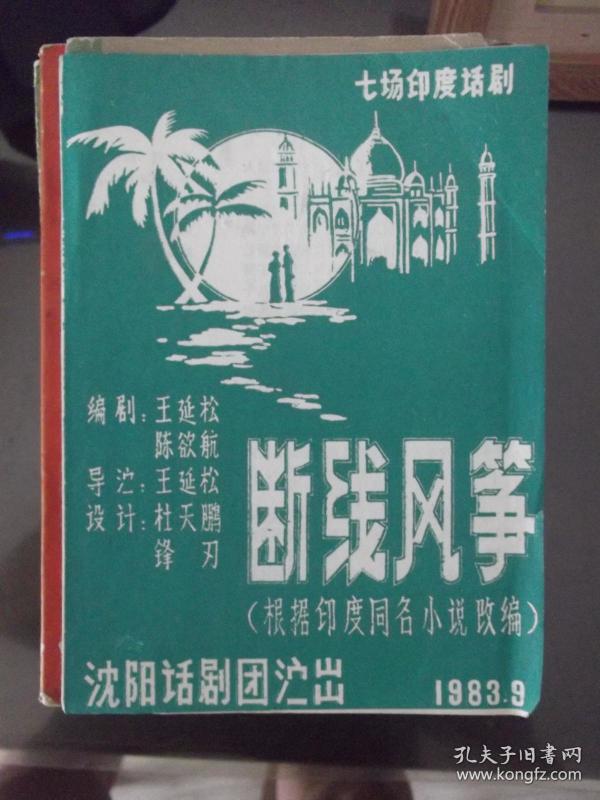 七场印度话剧
编剧:王延松
陈欲航
导㳇:王延松
设计:杜天鹏
锋刃
断线风筝
(根据印度同名小说改编)
沈阳话剧团㳇出
1983.9
孔夫子旧书网
www.kongfz.com